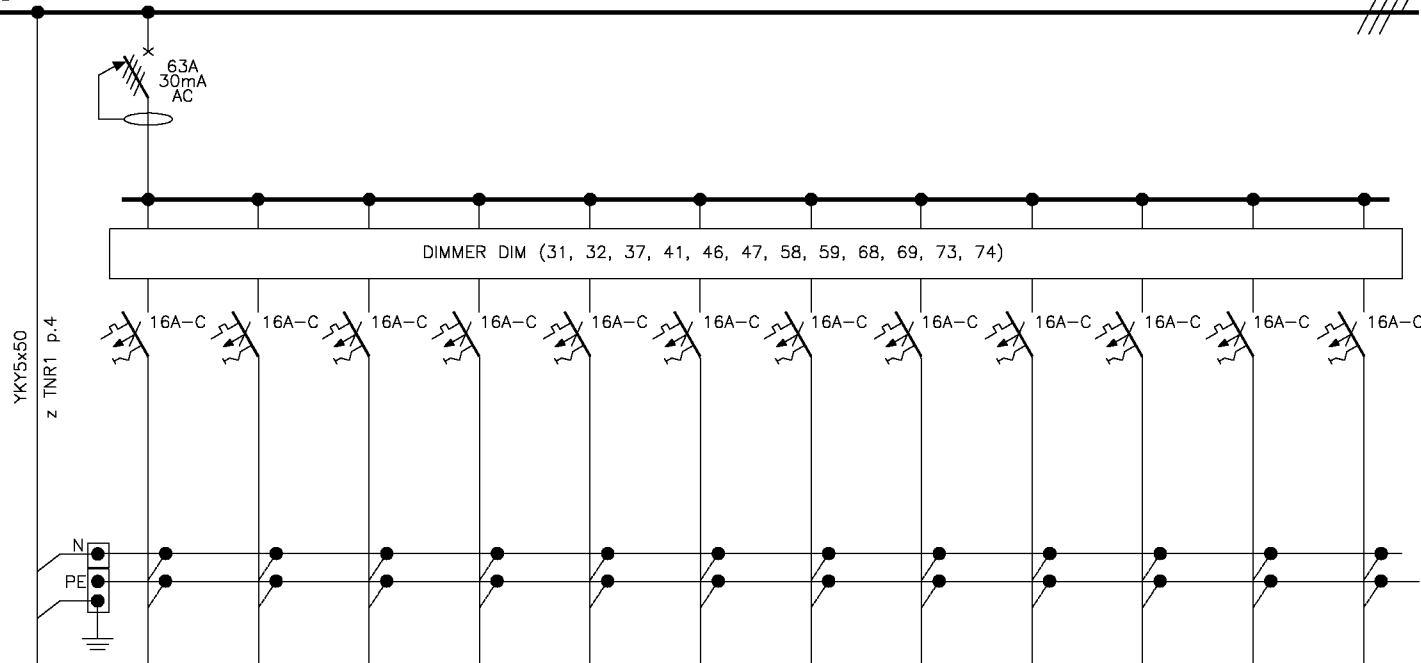 63A
30mA
AC
DIMMER DIM (31, 32, 37, 41, 46, 47, 58, 59, 68, 69, 73, 74)
16A-C 16A-C 16A-C 16A-C 16A-C 16A-C 16A-C 16A-C 16A-C 16A-C 16A-C 16A-C
YKY5x50
z TNR1 p.4
N
PE